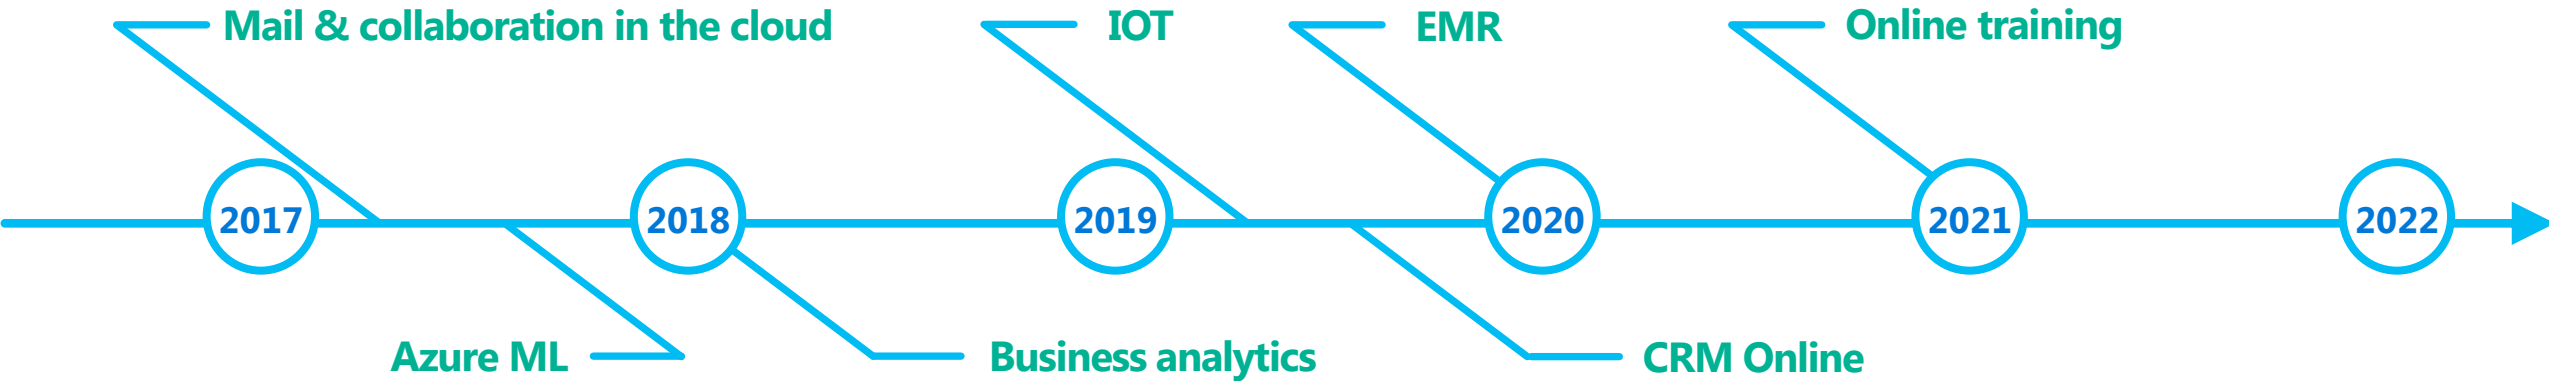 Mail & collaboration in the cloud
IOT
EMR
Online training
2017
2018
2019
2020
2021
2022
Azure ML
Business analytics
CRM Online